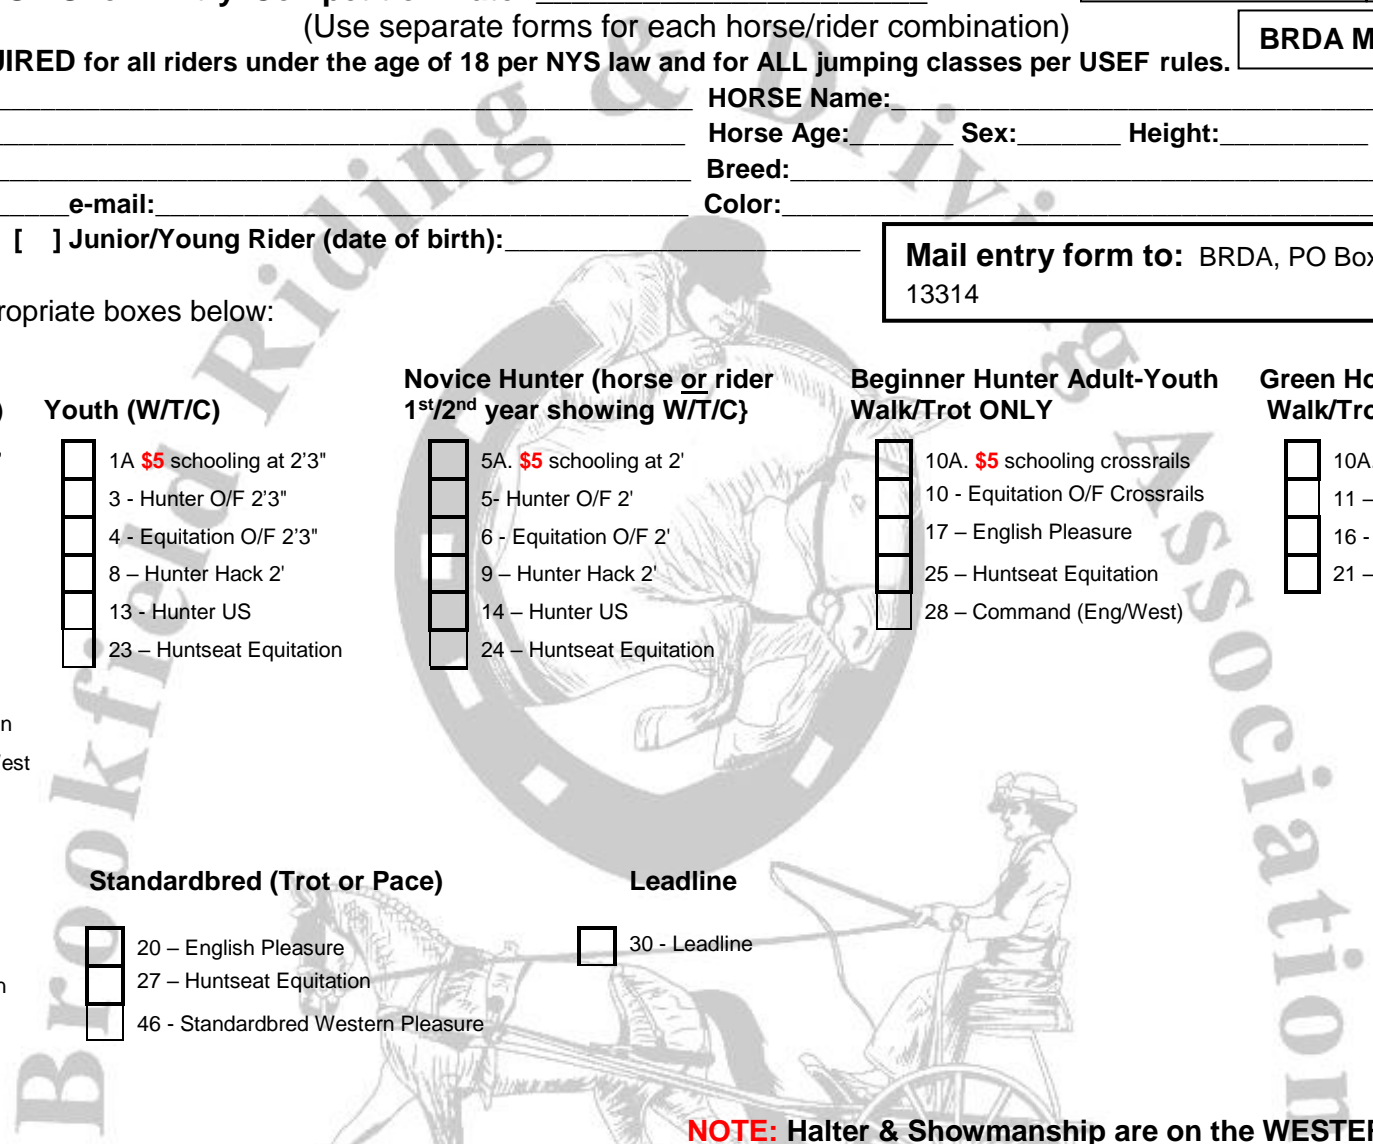 (Use separate forms for each horse/rider combination)
BRDA M
UIRED for all riders under the age of 18 per NYS law and for ALL jumping classes per USEF rules.
HORSE Name:
Horse Age: Sex: Height:
Breed:
e-mail: Color:
[ ] Junior/Young Rider (date of birth):
Mail entry form to: BRDA, PO Box
13314
ropriate boxes below:
Novice Hunter (horse or rider
1st/2nd year showing W/T/C}
Beginner Hunter Adult-Youth
Walk/Trot ONLY
Green Ho
Walk/Tro
) Youth (W/T/C)
1A $5 schooling at 2'3"
3 - Hunter O/F 2'3"
4 - Equitation O/F 2'3"
8 – Hunter Hack 2'
13 - Hunter US
23 – Huntseat Equitation
5A. $5 schooling at 2'
5- Hunter O/F 2'
6 - Equitation O/F 2'
9 – Hunter Hack 2'
14 – Hunter US
24 – Huntseat Equitation
10A. $5 schooling crossrails
10 - Equitation O/F Crossrails
17 – English Pleasure
25 – Huntseat Equitation
28 – Command (Eng/West)
10A.
11 –
16 -
21 –
n
est
Standardbred (Trot or Pace)
20 – English Pleasure
27 – Huntseat Equitation
46 - Standardbred Western Pleasure
Leadline
30 - Leadline
NOTE: Halter & Showmanship are on the WESTER
Brookfield Riding & Driving Association